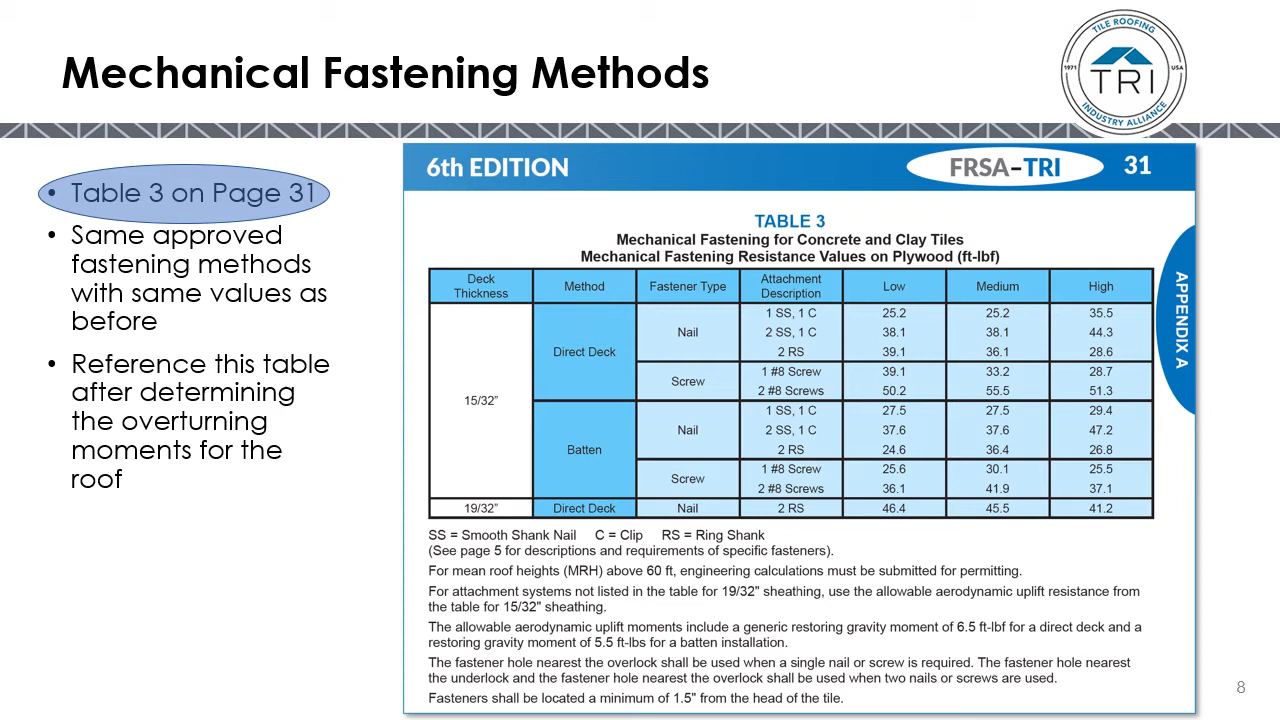 Mechanical Fastening Methods
TILE ROOFING
1971
USA
TRI
INDUSTRY ALLIANCE
• Table 3 on Page 31
• Same approved
fastening methods
with same values as
before
• Reference this table
after determining
the overturning
moments for the
roof
6th EDITION
FRSA–TRI
31
APPENDIX A
TABLE 3
Mechanical Fastening for Concrete and Clay Tiles
Mechanical Fastening Resistance Values on Plywood (ft-lbf)
Deck Thickness Method Fastener Type Attachment Description Low Medium High
15/32” Direct Deck Nail 1 SS, 1 C 25.2 25.2 35.5
2 SS, 1 C 38.1 38.1 44.3
2 RS 39.1 36.1 28.6
Screw 1 #8 Screw 39.1 33.2 28.7
2 #8 Screws 50.2 55.5 51.3
Batten Nail 1 SS, 1 C 27.5 27.5 29.4
2 SS, 1 C 37.6 37.6 47.2
2 RS 24.6 36.4 26.8
Screw 1 #8 Screw 25.6 30.1 25.5
2 #8 Screws 36.1 41.9 37.1
19/32” Direct Deck Nail 2 RS 46.4 45.5 41.2
SS = Smooth Shank Nail C = Clip RS = Ring Shank
(See page 5 for descriptions and requirements of specific fasteners).
For mean roof heights (MRH) above 60 ft, engineering calculations must be submitted for permitting.
For attachment systems not listed in the table for 19/32" sheathing, use the allowable aerodynamic uplift resistance from
the table for 15/32" sheathing.
The allowable aerodynamic uplift moments include a generic restoring gravity moment of 6.5 ft-lbf for a direct deck and a
restoring gravity moment of 5.5 ft-lbs for a batten installation.
The fastener hole nearest the overlock shall be used when a single nail or screw is required. The fastener hole nearest
the underlock and the fastener hole nearest the overlock shall be used when two nails or screws are used.
Fasteners shall be located a minimum of 1.5" from the head of the tile.
8